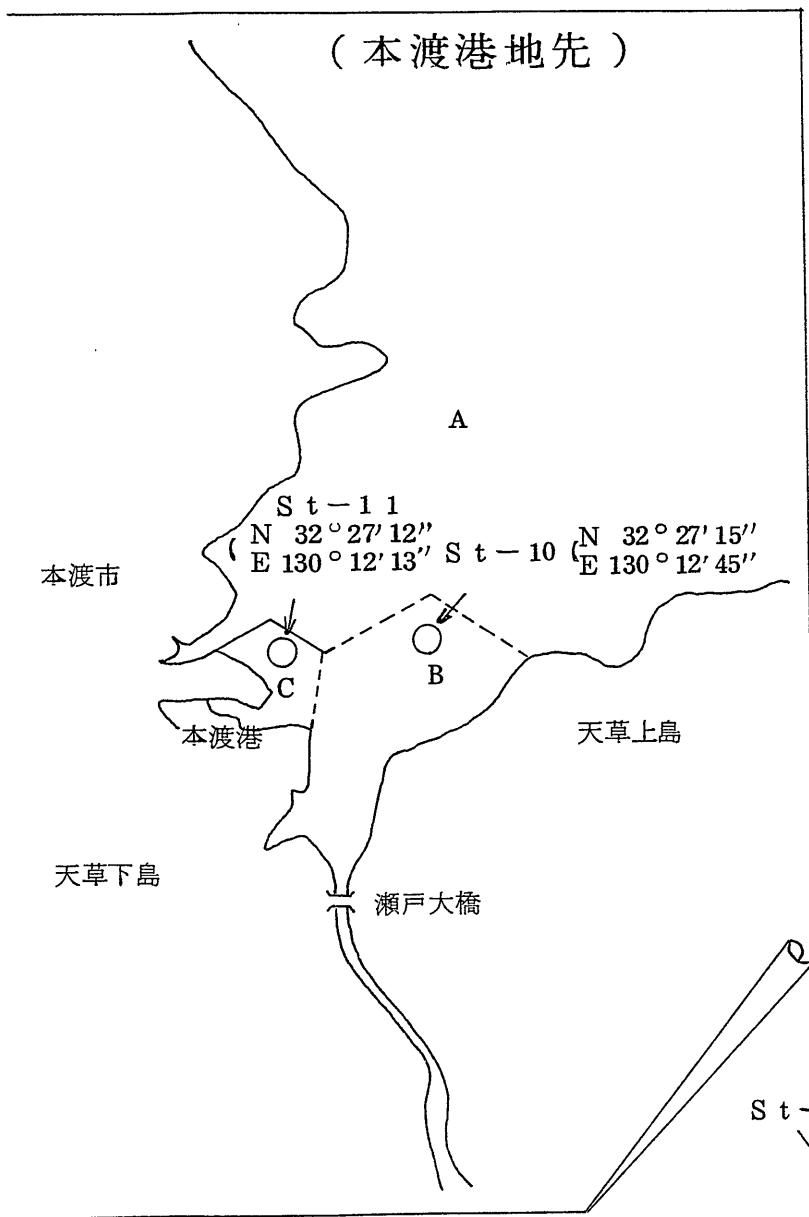 (本渡港地先)
A
St-11
(N 32°27'12"
E 130°12'13"
St-10 (N 32°27'15"
E 130°12'45"
本渡市
C
B
本渡港
天草上島
天草下島
瀬戸大橋
St-